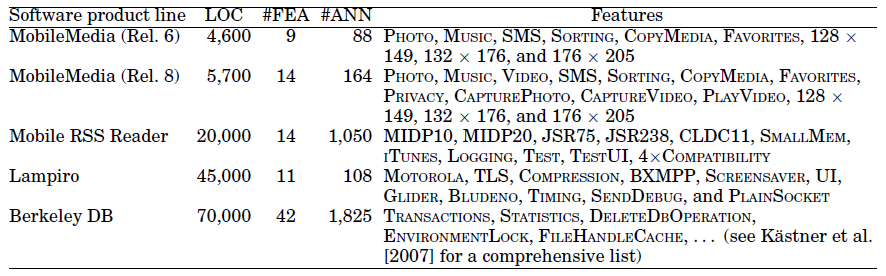 Software product line LOC #FEA #ANN Features
MobileMedia (Rel. 6) 4,600 9 88 PHOTO, MUSIC, SMS, SORTING, COPYMEDIA, FAVORITES, 128 ×
149, 132 × 176, and 176 × 205
MobileMedia (Rel. 8) 5,700 14 164 PHOTO, MUSIC, VIDEO, SMS, SORTING, COPYMEDIA, FAVORITES,
PRIVACY, CAPTUREPHOTO, CAPTUREVIDEO, PLAYVIDEO, 128 ×
149, 132 × 176, and 176 × 205
Mobile RSS Reader 20,000 14 1,050 MIDP10, MIDP20, JSR75, JSR238, CLDC11, SMALLMEM,
ITUNES, LOGGING, TEST, TESTUI, 4×COMPATIBILITY
Lampiro 45,000 11 108 MOTOROLA, TLS, COMPRESSION, BXMPP, SCREENSAVER, UI,
GLIDER, BLUDENO, TIMING, SENDDEBUG, and PLAINSOCKET
Berkeley DB 70,000 42 1,825 TRANSACTIONS, STATISTICS, DELETEDBOPERATION,
ENVIRONMENTLOCK, FILEHANDLECACHE, ... (see Kästner et al.
[2007] for a comprehensive list)